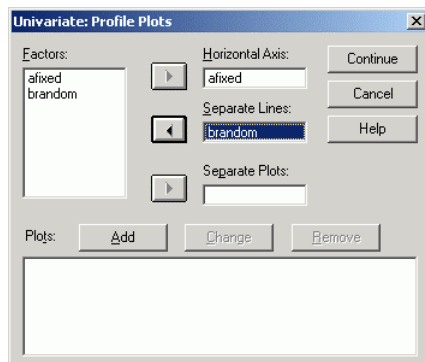 Univariate: Profile Plots
Factors:
afixed
brandom
Horizontal Axis:
afixed
Separate Lines:
brandom
Separate Plots:
Continue
Cancel
Help
Plots:
Add
Change
Remove